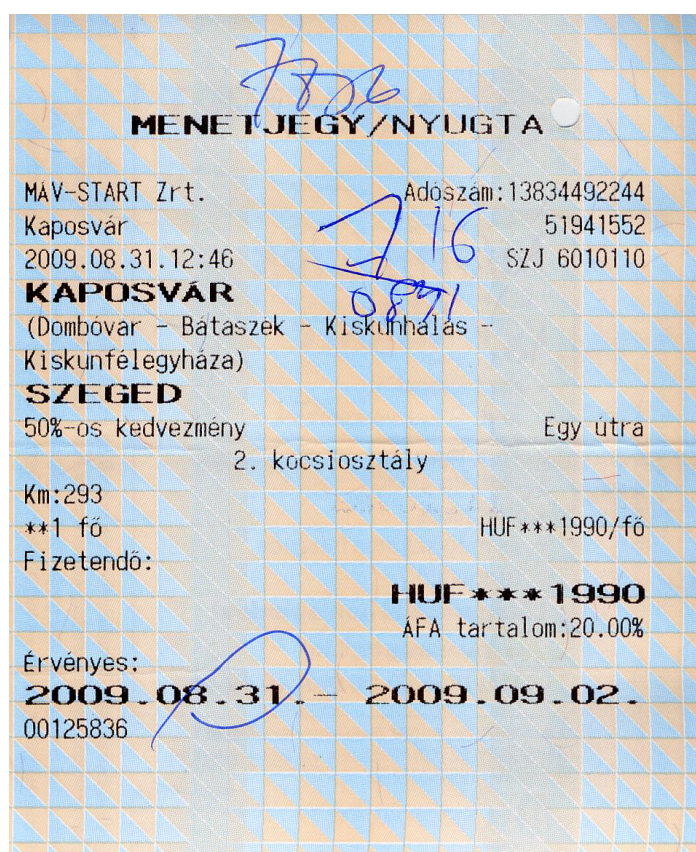 MENETJEGY/NYUGTA
MÁV-START Zrt. Adószám:13834492244
Kaposvár 51941552
2009.08.31.12:46 SZJ 6010110
16
KAPOSVÁR
(Dombóvár - Bátaszék - Kiskunhalas -
Kiskunfélegyháza)
SZEGED
50%-os kedvezmény Egy útra
2. kocsiosztály
Km:293
**1 fő HUF***1990/fő
Fizetendő:
HUF***1990
ÁFA tartalom:20.00%
Érvényes:
2009.08.31.- 2009.09.02.
00125836